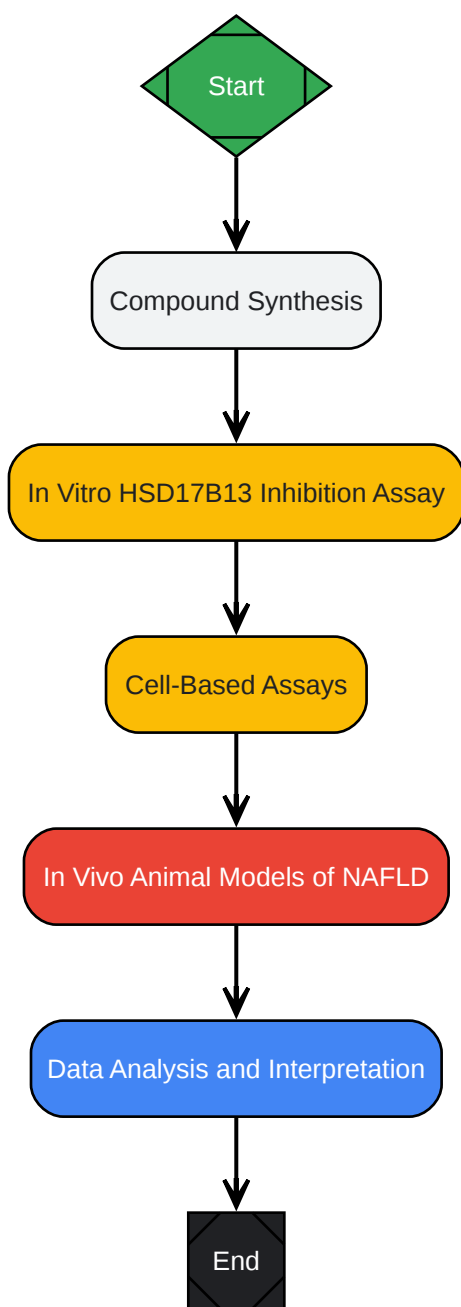 Start
Compound Synthesis
In Vitro HSD17B13 Inhibition Assay
Cell-Based Assays
In Vivo Animal Models of NAFLD
Data Analysis and Interpretation
End